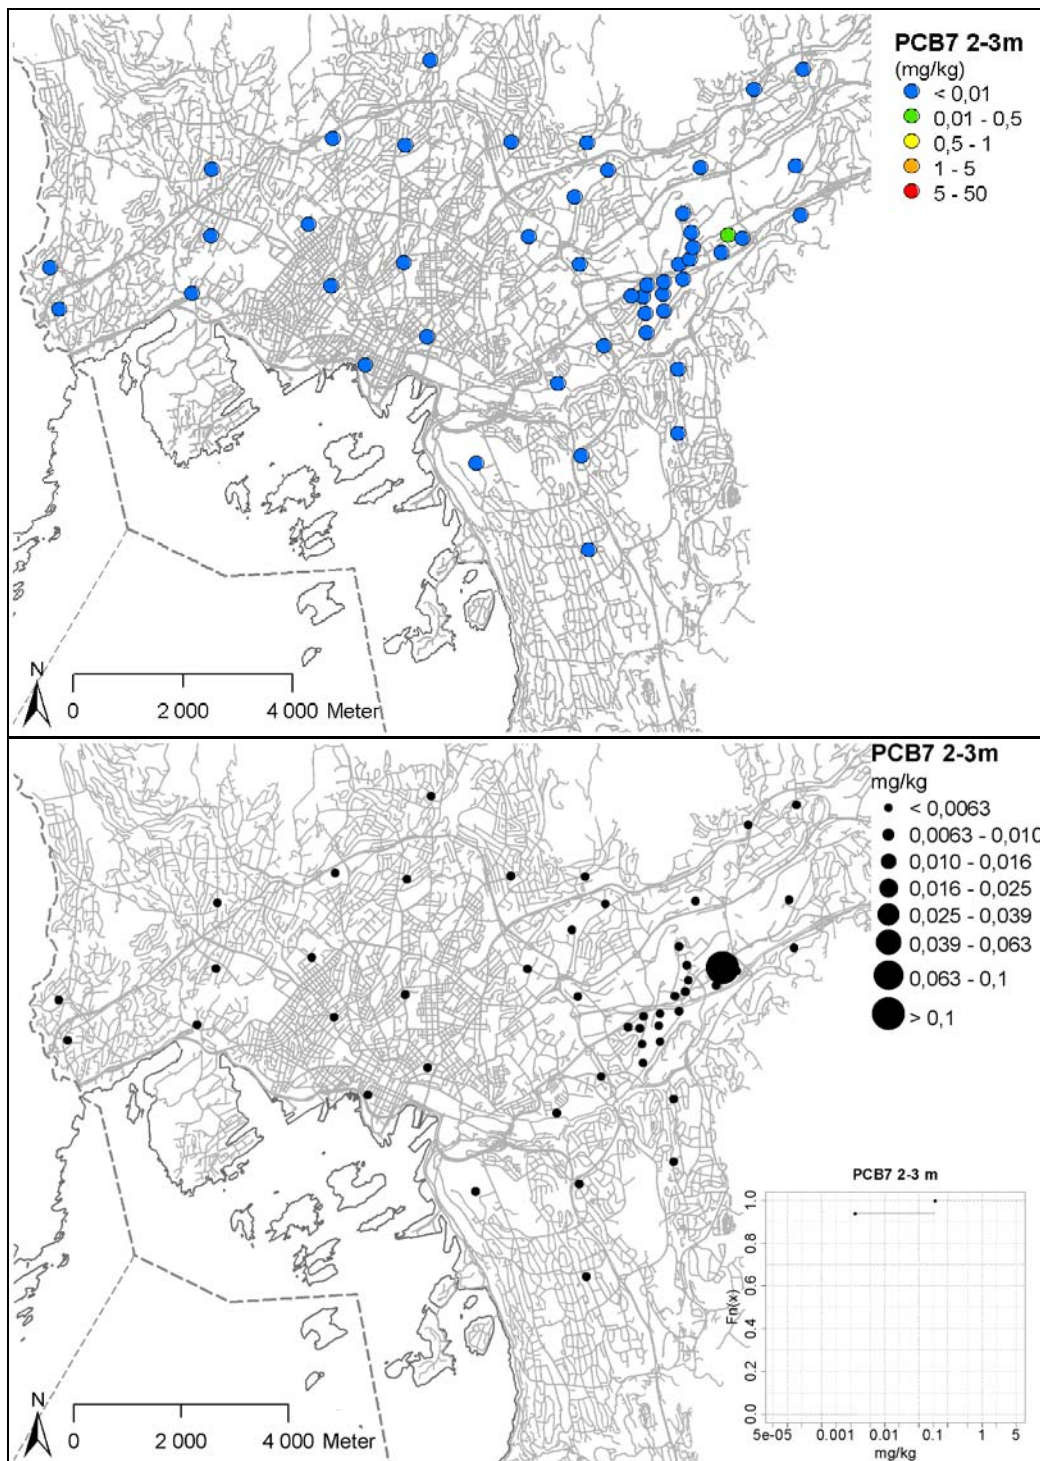 PCB7 2-3m
(mg/kg)
< 0,01
0,01 - 0,5
0,5 - 1
1 - 5
5 - 50
N
0 2 000 4 000 Meter
PCB7 2-3m
mg/kg
< 0,0063
0,0063 - 0,010
0,010 - 0,016
0,016 - 0,025
0,025 - 0,039
0,039 - 0,063
0,063 - 0,1
> 0,1
PCB7 2-3 m
Fn(x)
1.0
0.8
0.6
0.4
0.2
0.0
5e-05 0.001 0.01 0.1 1 5
mg/kg
N
0 2 000 4 000 Meter